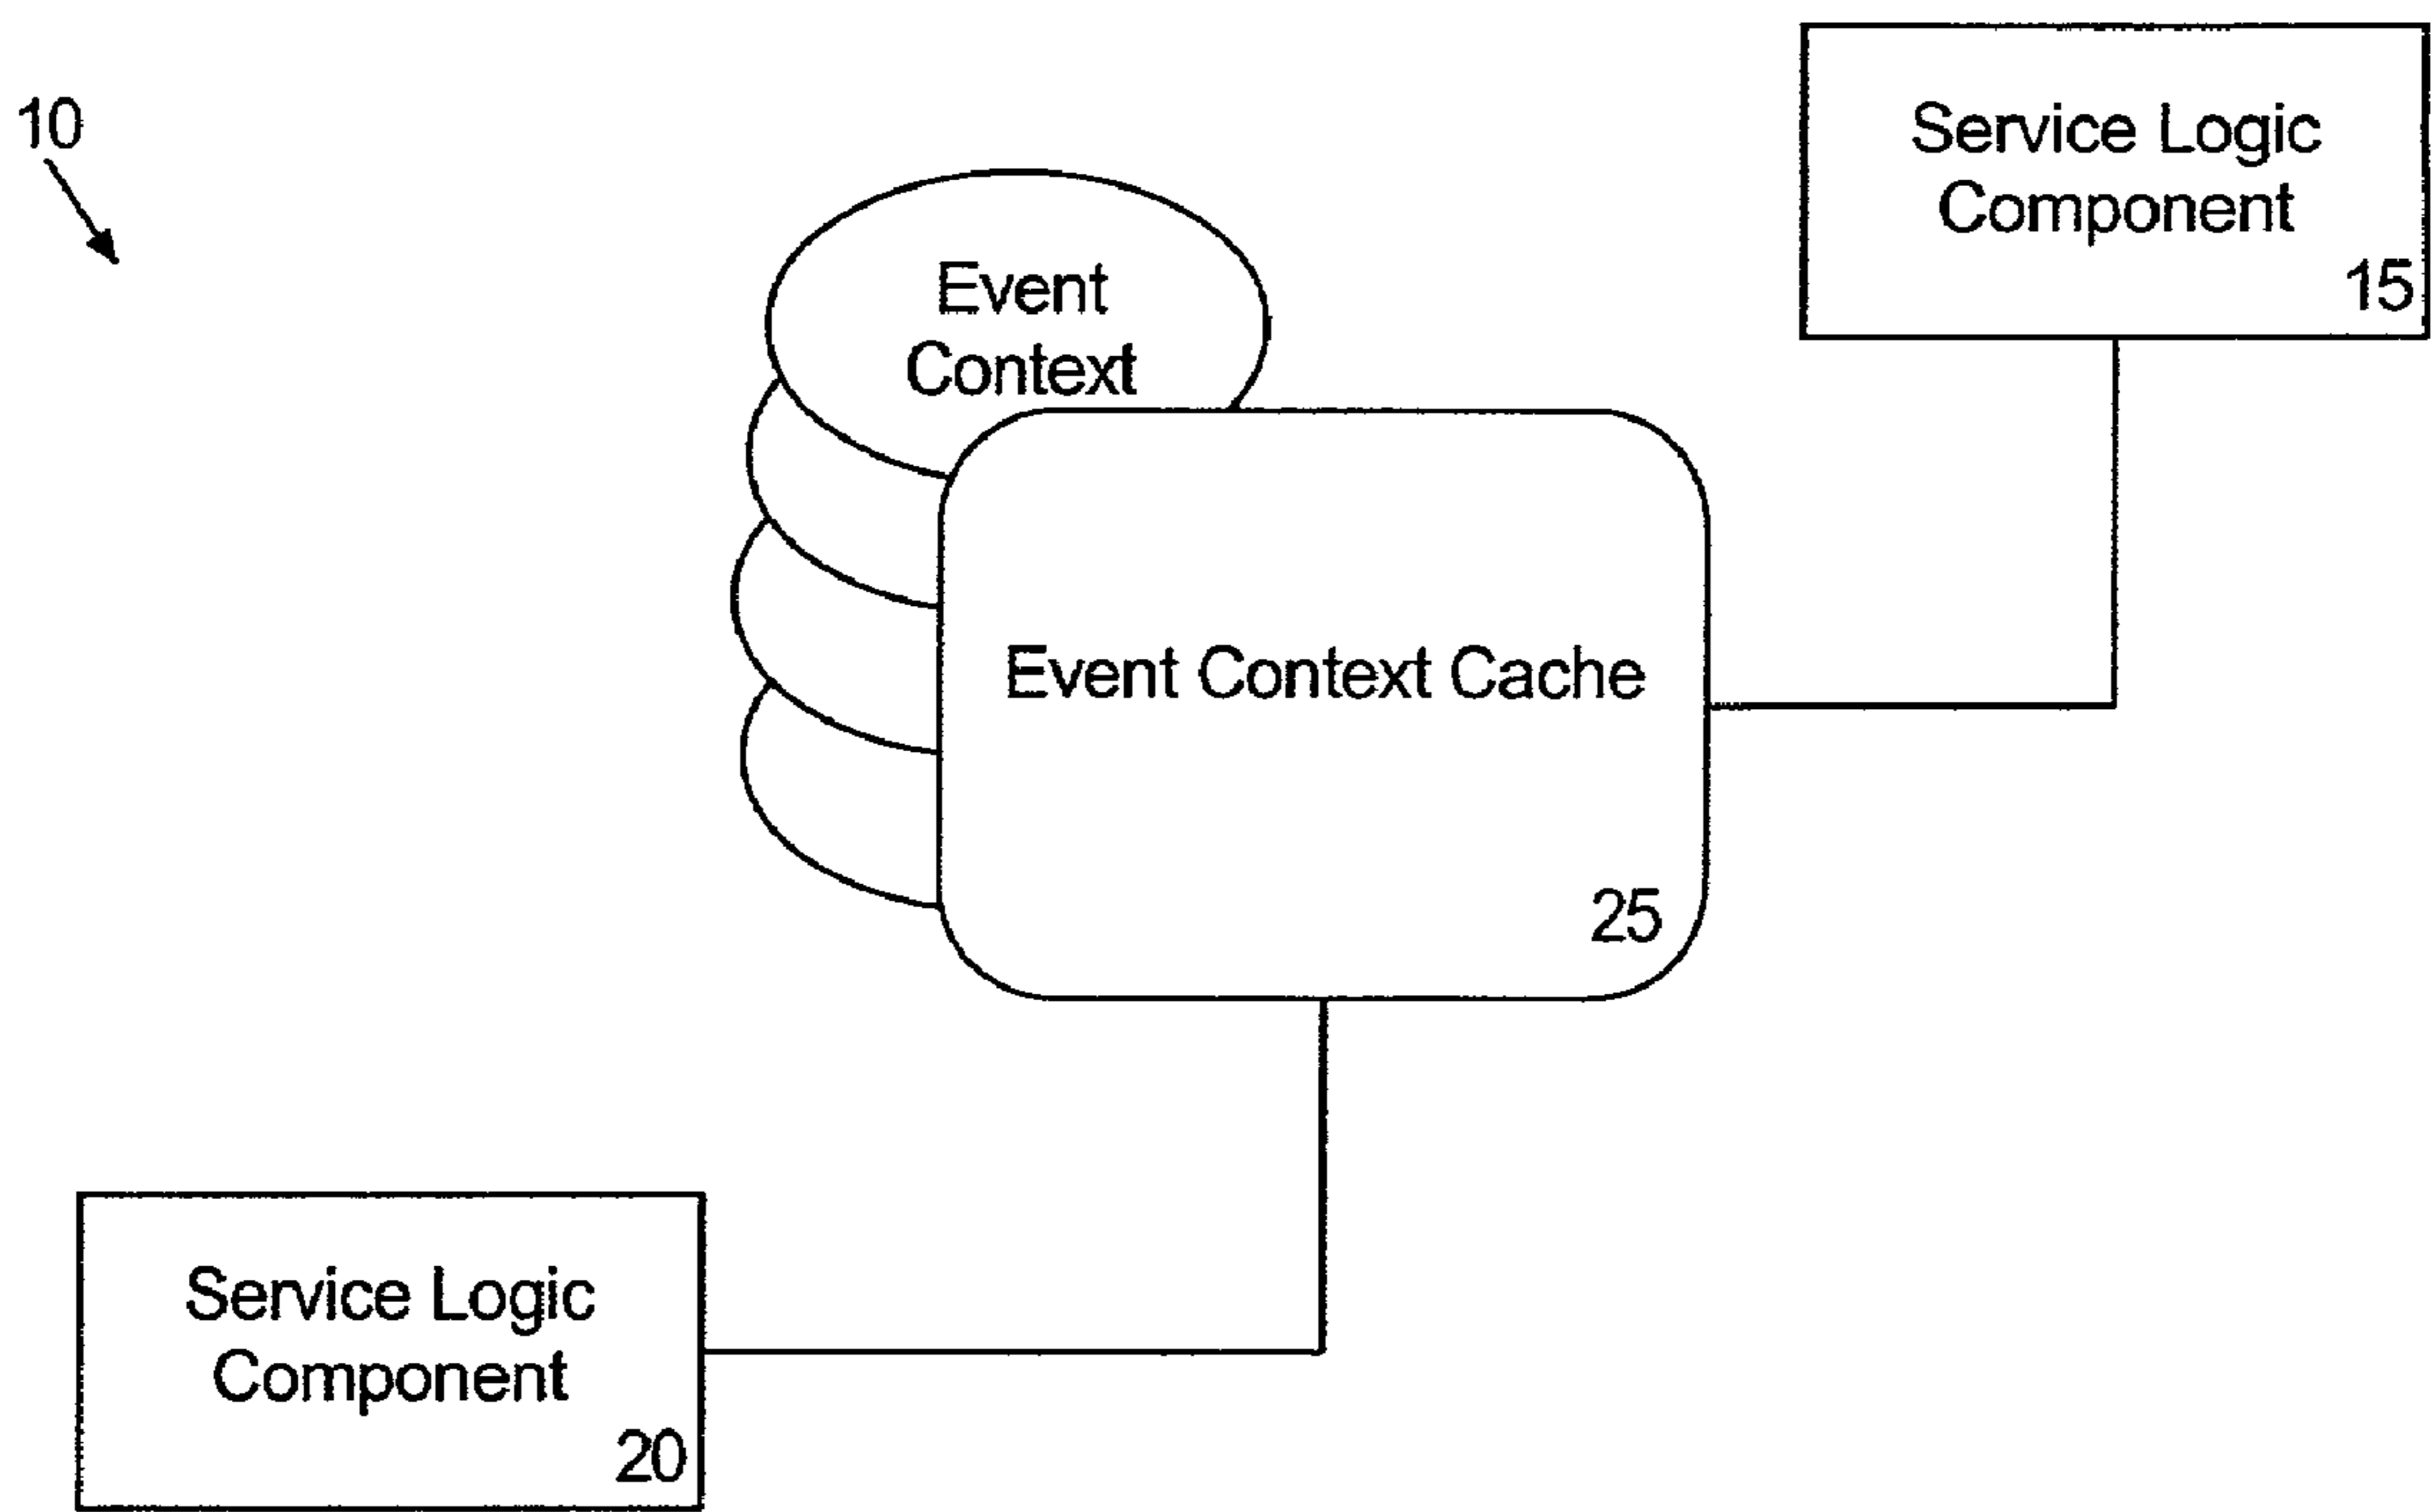 10
Service Logic
Component
15
Event
Context
Event Context Cache
25
Service Logic
Component
20